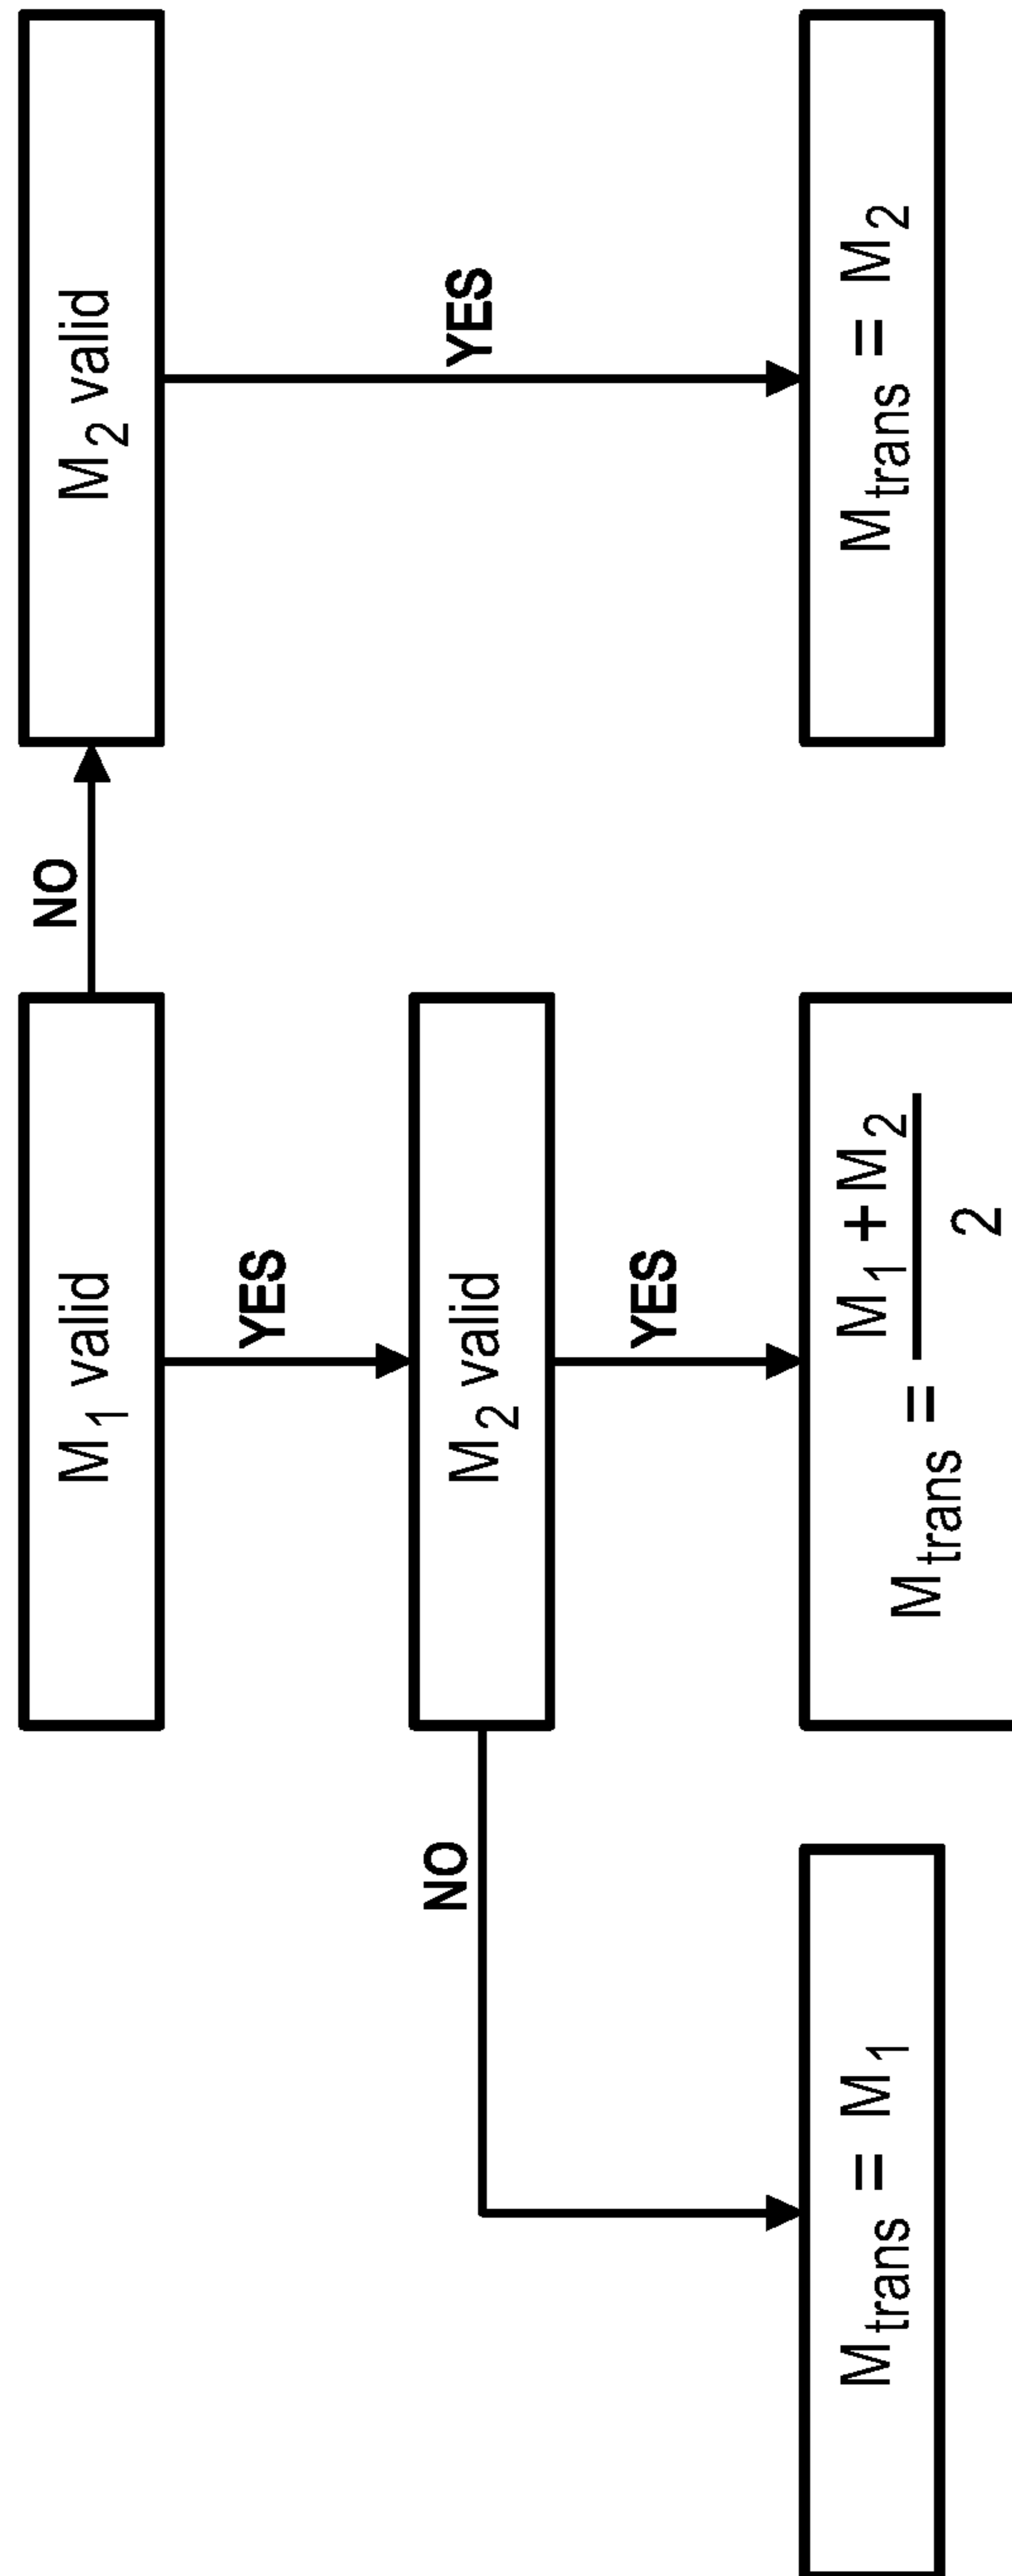 M1 valid
NO
M2 valid
YES
YES
M2 valid
NO
YES
Mtrans = M1
Mtrans = M1 + M2
2
Mtrans = M2